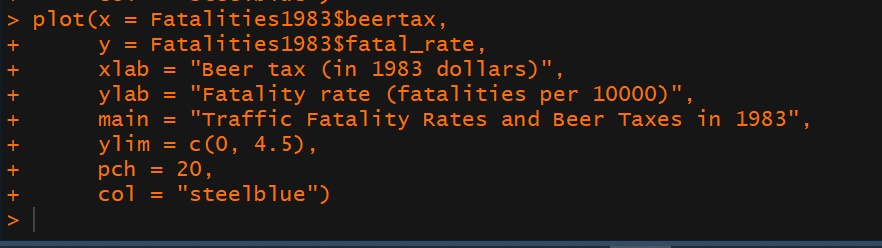 > plot(x = Fatalities1983$beertax,
+      y = Fatalities1983$fatal_rate,
+      xlab = "Beer tax (in 1983 dollars)",
+      ylab = "Fatality rate (fatalities per 10000)",
+      main = "Traffic Fatality Rates and Beer Taxes in 1983",
+      ylim = c(0, 4.5),
+      pch = 20,
+      col = "steelblue")
>